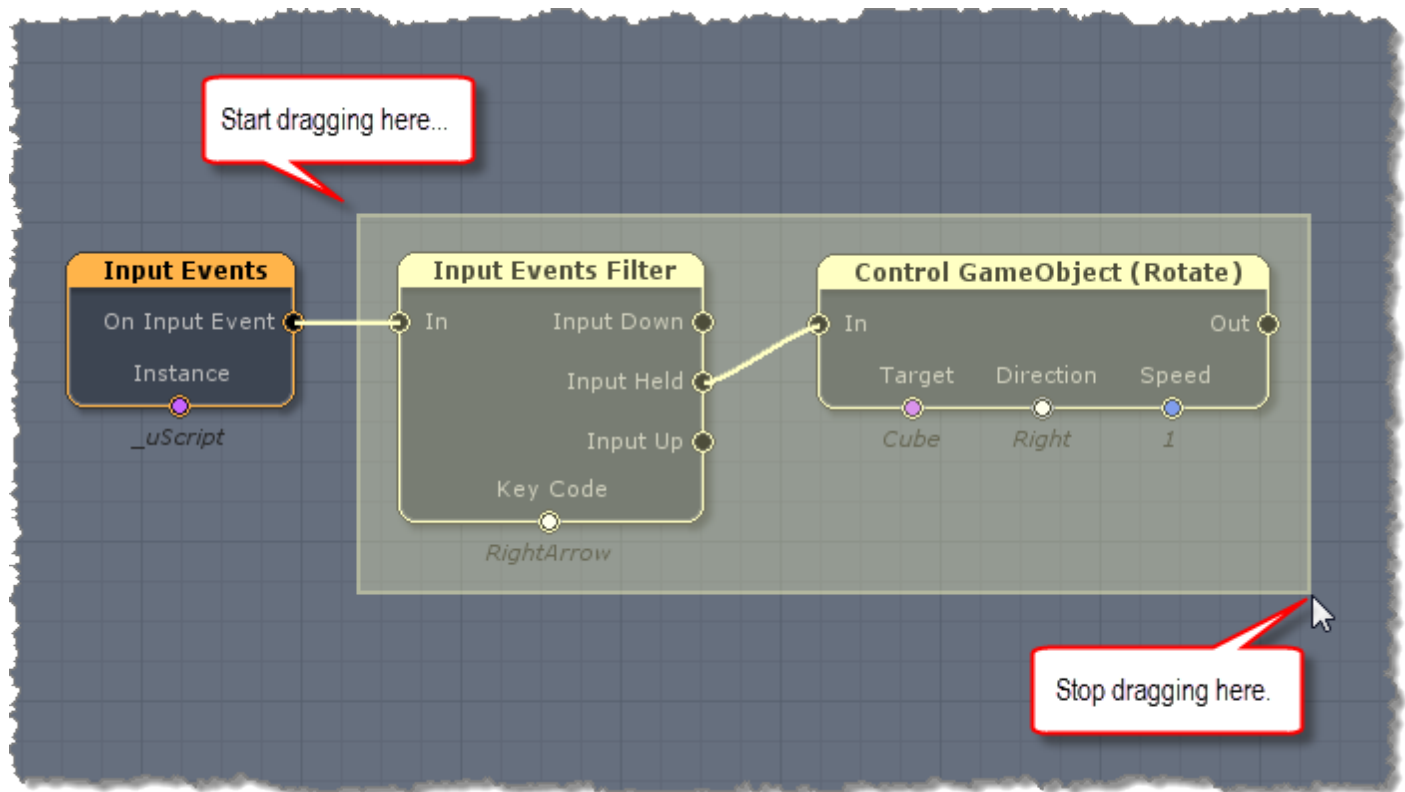 Start dragging here...
Input Events
On Input Event
Instance
_uScript
Input Events Filter
In
Input Down
Input Held
Input Up
Key Code
RightArrow
Control GameObject (Rotate)
In
Out
Target
Direction
Speed
Cube
Right
1
Stop dragging here.